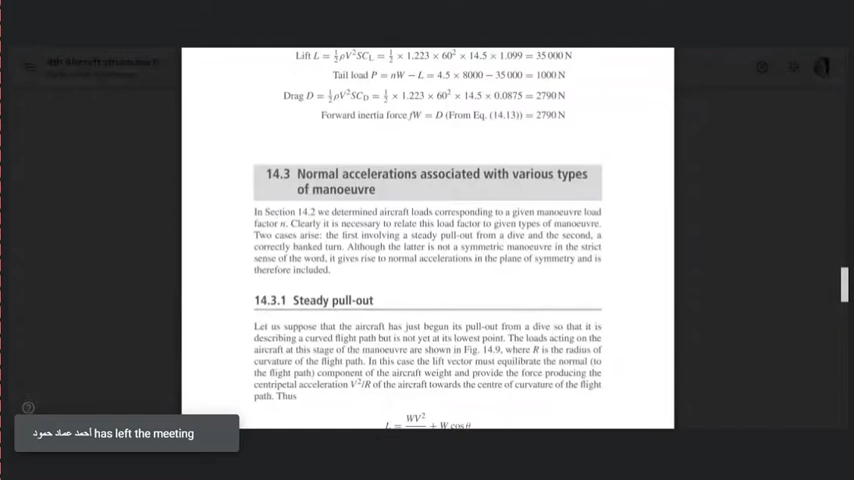 Lift L = ½ρV²SCL = ½ × 1.223 × 60² × 14.5 × 1.099 = 35 000 N
Tail load P = nW − L = 4.5 × 8000 − 35 000 = 1000 N
Drag D = ½ρV²SCD = ½ × 1.223 × 60² × 14.5 × 0.0875 = 2790 N
Forward inertia force fW = D (From Eq. (14.13)) = 2790 N
14.3 Normal accelerations associated with various types
of manoeuvre
In Section 14.2 we determined aircraft loads corresponding to a given manoeuvre load
factor n. Clearly it is necessary to relate this load factor to given types of manoeuvre.
Two cases arise: the first involving a steady pull-out from a dive and the second, a
correctly banked turn. Although the latter is not a symmetric manoeuvre in the strict
sense of the word, it gives rise to normal accelerations in the plane of symmetry and is
therefore included.
14.3.1 Steady pull-out
Let us suppose that the aircraft has just begun its pull-out from a dive so that it is
describing a curved flight path but is not yet at its lowest point. The loads acting on the
aircraft at this stage of the manoeuvre are shown in Fig. 14.9, where R is the radius of
curvature of the flight path. In this case the lift vector must equilibrate the normal (to
the flight path) component of the aircraft weight and provide the force producing the
centripetal acceleration V²/R of the aircraft towards the centre of curvature of the flight
path. Thus
WV²
L = + W cos θ
أحمد عماد حمود has left the meeting